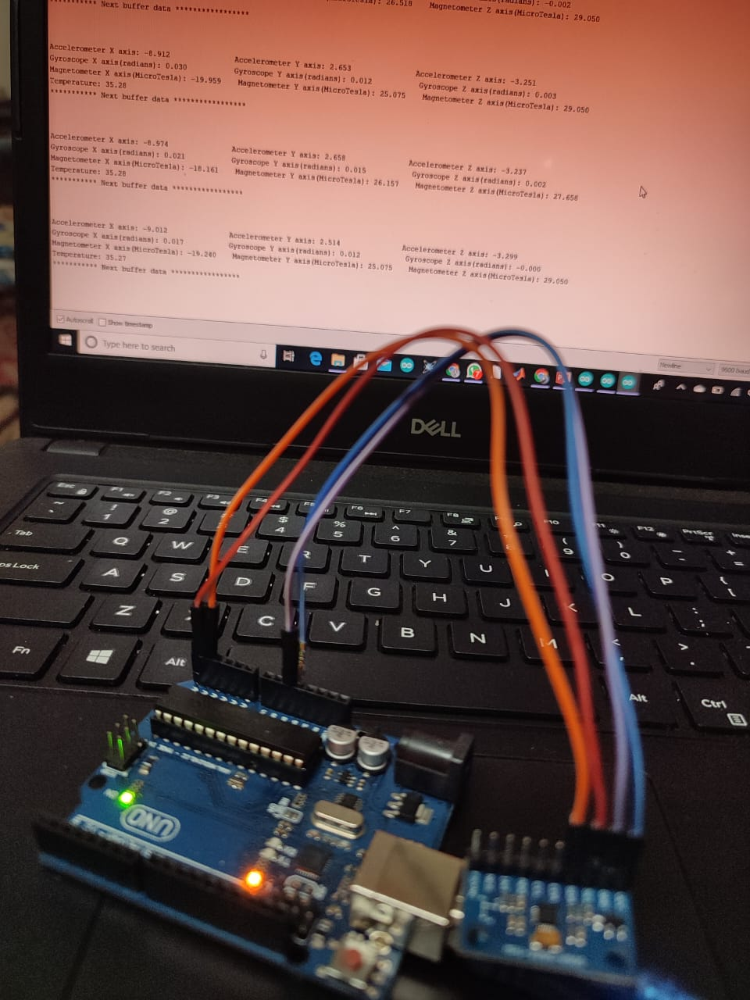 *********** Next buffer data *****************
26.518
Magnetometer Z axis(MicroTesla): 29.050
-0.002
Accelerometer X axis: -8.912
Accelerometer Y axis: 2.653
Accelerometer Z axis: -3.251
Gyroscope X axis(radians): 0.030
Gyroscope Y axis(radians): 0.012
Gyroscope Z axis(radians): 0.003
Magnetometer X axis(MicroTesla): -19.959
Magnetometer Y axis(MicroTesla): 25.075
Magnetometer Z axis(MicroTesla): 29.050
Temperature: 35.28
*********** Next buffer data *****************
Accelerometer X axis: -8.974
Accelerometer Y axis: 2.658
Accelerometer Z axis: -3.237
Gyroscope X axis(radians): 0.021
Gyroscope Y axis(radians): 0.015
Gyroscope Z axis(radians): 0.002
Magnetometer X axis(MicroTesla): -18.161
Magnetometer Y axis(MicroTesla): 26.157
Magnetometer Z axis(MicroTesla): 27.658
Temperature: 35.28
*********** Next buffer data *****************
Accelerometer X axis: -9.012
Accelerometer Y axis: 2.514
Accelerometer Z axis: -3.299
Gyroscope X axis(radians): 0.017
Gyroscope Y axis(radians): 0.012
Gyroscope Z axis(radians): -0.000
Magnetometer X axis(MicroTesla): -19.240
Magnetometer Y axis(MicroTesla): 25.075
Magnetometer Z axis(MicroTesla): 29.050
Temperature: 35.27
*********** Next buffer data *****************
Autoscroll Show timestamp
Newline
9600 baud
Type here to search
DELL
Esc F1 F2 F3 F4 F5 F6 F7 F8 F10 F11 F12 PrtScr Inse
~ ` ! 1 @ 2 $ 4 % 5 ^ 6 & 7 8 ( 9 ) 0 _ - + =
Tab Q W E R T Y U I O P { [
ps Lock A S D F G H J K L : ;
Z C V B N M < , > .
Fn Alt Alt Ctrl
UNO
ON